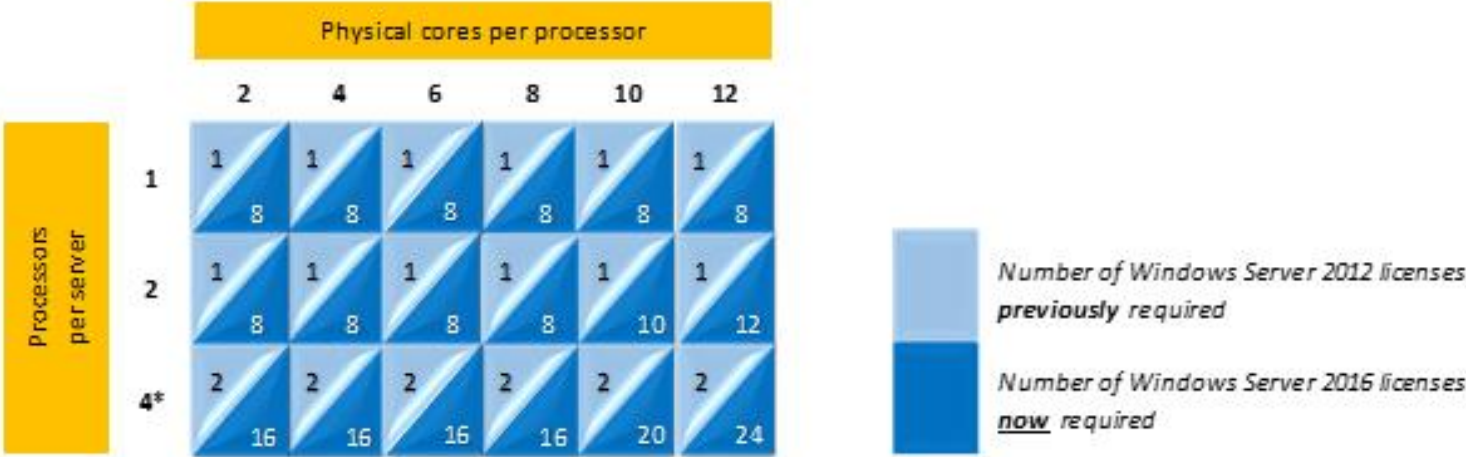 Physical cores per processor
2 4 6 8 10 12
Processors
per server
1
1 1 1 1 1 1
8 8 8 8 8 8
2
1 1 1 1 1 1
8 8 8 8 10 12
4*
2 2 2 2 2 2
16 16 16 16 20 24
Number of Windows Server 2012 licenses
previously required
Number of Windows Server 2016 licenses
now required